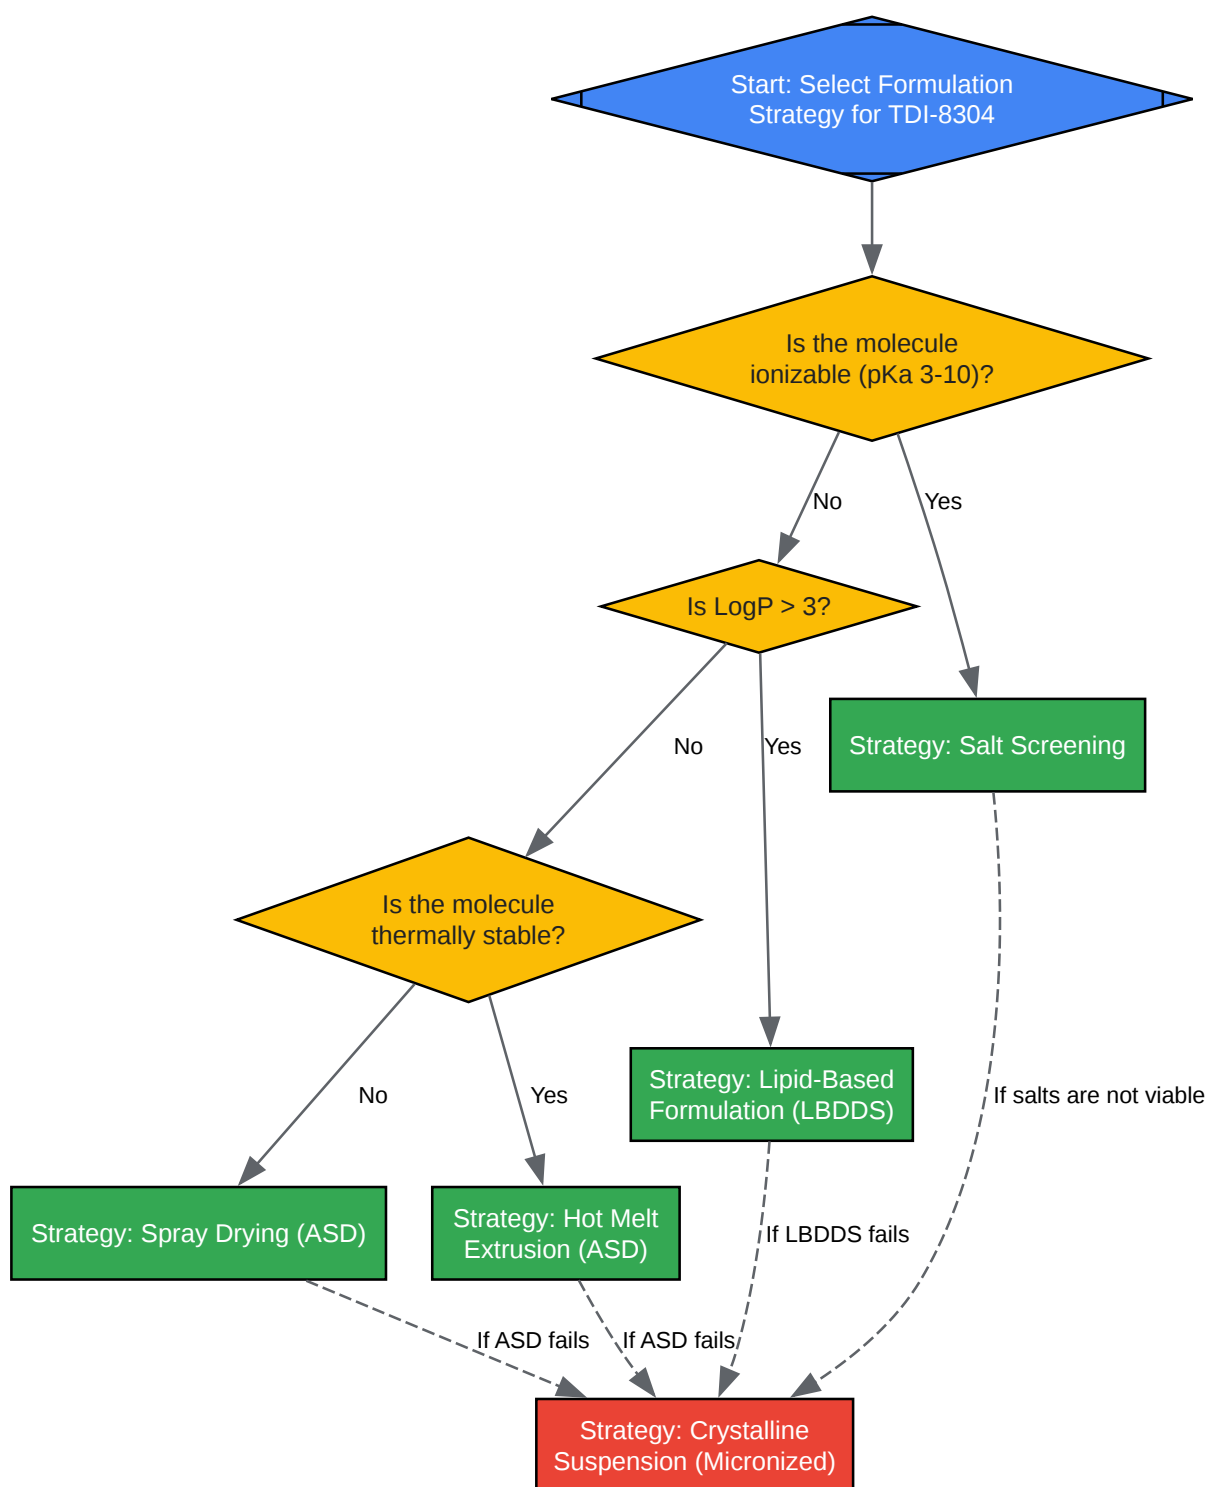 Start: Select Formulation
Strategy for TDI-8304
Is the molecule
ionizable (pKa 3-10)?
No
Yes
Is LogP > 3?
No
Yes
Strategy: Salt Screening
Is the molecule
thermally stable?
No
Yes
Strategy: Lipid-Based
Formulation (LBDDS)
If salts are not viable
Strategy: Spray Drying (ASD)
Strategy: Hot Melt
Extrusion (ASD)
If LBDDS fails
If ASD fails
If ASD fails
Strategy: Crystalline
Suspension (Micronized)